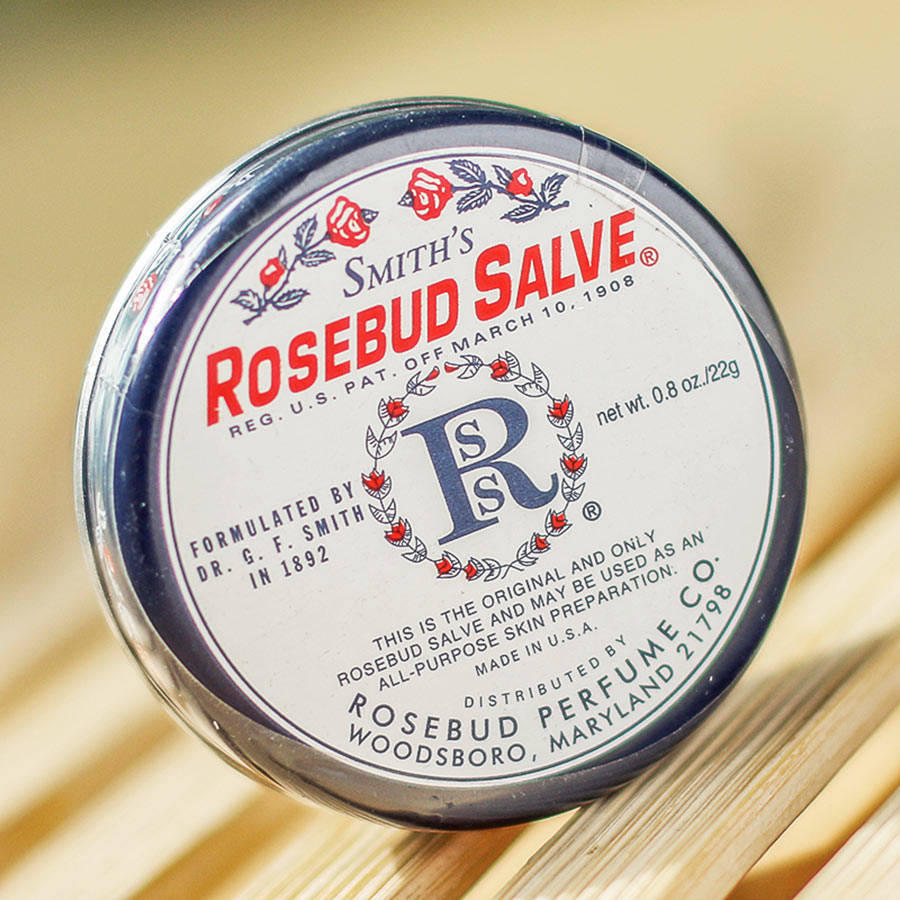 SMITH'S
ROSEBUD SALVE®
REG. U.S. PAT. OFF MARCH 10, 1908
RSS
®
net wt. 0.8 oz./22g
FORMULATED BY
DR. G. F. SMITH
IN 1892
THIS IS THE ORIGINAL AND ONLY
ROSEBUD SALVE AND MAY BE USED AS AN
ALL-PURPOSE SKIN PREPARATION.
MADE IN U.S.A.
DISTRIBUTED BY
ROSEBUD PERFUME CO.
WOODSBORO, MARYLAND 21798